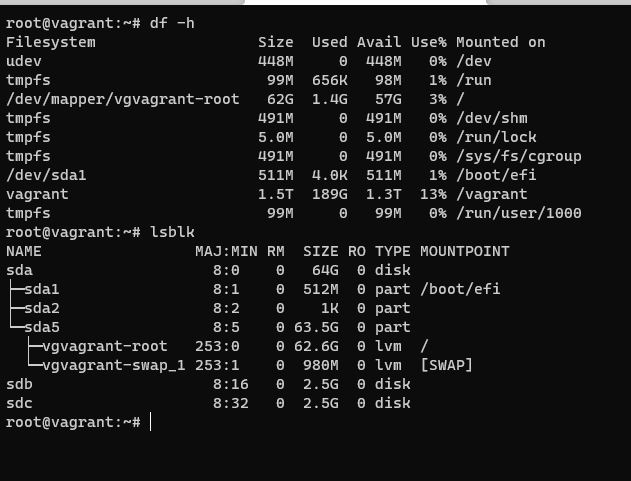 root@vagrant:~# df -h
Filesystem                   Size  Used Avail Use% Mounted on
udev                         448M     0  448M   0% /dev
tmpfs                         99M  656K   98M   1% /run
/dev/mapper/vgvagrant-root    62G  1.4G   57G   3% /
tmpfs                        491M     0  491M   0% /dev/shm
tmpfs                        5.0M     0  5.0M   0% /run/lock
tmpfs                        491M     0  491M   0% /sys/fs/cgroup
/dev/sda1                    511M  4.0K  511M   1% /boot/efi
vagrant                      1.5T  189G  1.3T  13% /vagrant
tmpfs                         99M     0   99M   0% /run/user/1000
root@vagrant:~# lsblk
NAME                 MAJ:MIN RM  SIZE RO TYPE MOUNTPOINT
sda                    8:0    0   64G  0 disk
├─sda1                 8:1    0  512M  0 part /boot/efi
├─sda2                 8:2    0    1K  0 part
└─sda5                 8:5    0 63.5G  0 part
  ├─vgvagrant-root   253:0    0 62.6G  0 lvm  /
  └─vgvagrant-swap_1 253:1    0  980M  0 lvm  [SWAP]
sdb                    8:16   0  2.5G  0 disk
sdc                    8:32   0  2.5G  0 disk
root@vagrant:~#